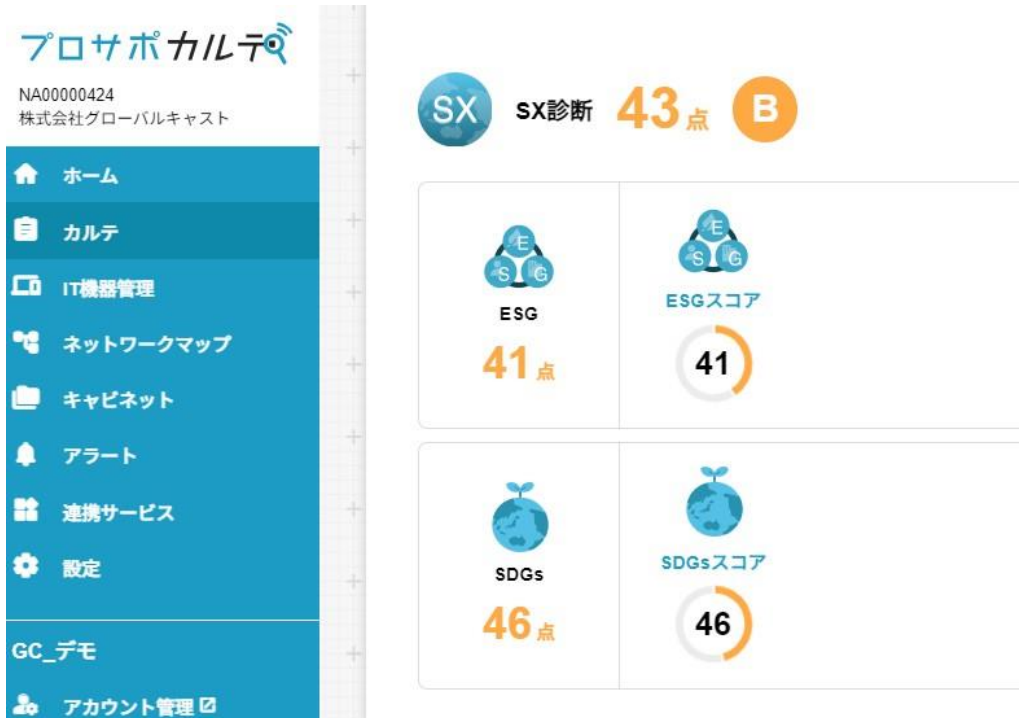 プロサポカルテ
NA00000424
株式会社グローバルキャスト
ホーム
カルテ
IT機器管理
ネットワークマップ
キャビネット
アラート
連携サービス
設定
GC_デモ
アカウント管理
SX SX診断 43点 B
E
S G
ESG
41点
E
S G
ESGスコア
41
SDGs
46点
SDGsスコア
46